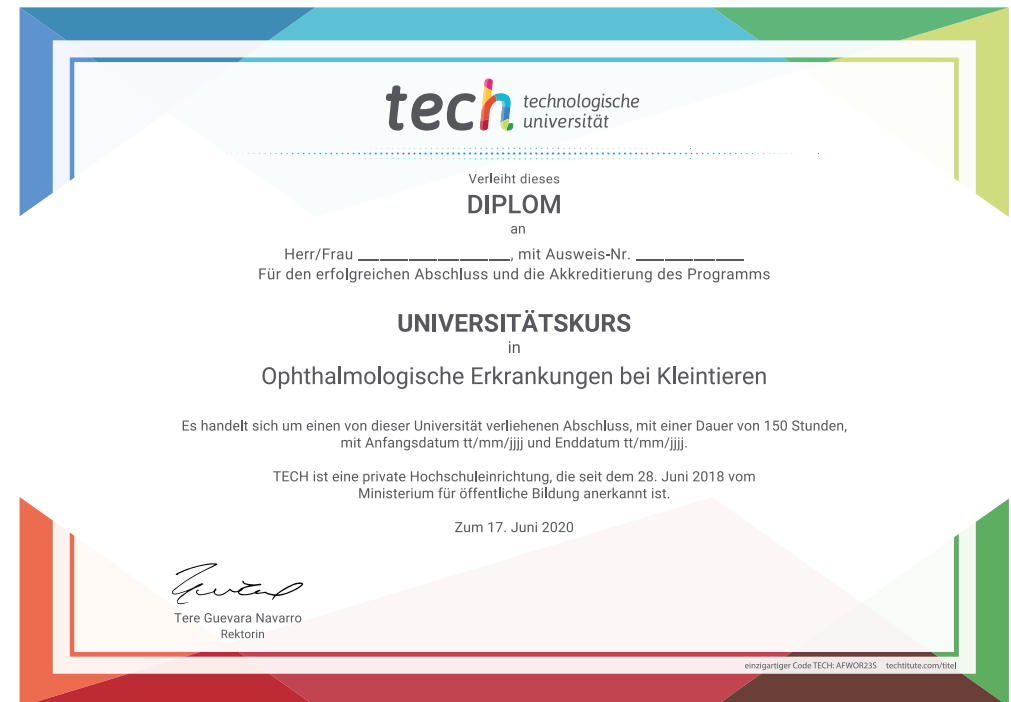 tech technologische
universität
Verleiht dieses
DIPLOM
an
Herr/Frau ____________________, mit Ausweis-Nr. ______________
Für den erfolgreichen Abschluss und die Akkreditierung des Programms
UNIVERSITÄTSKURS
in
Ophthalmologische Erkrankungen bei Kleintieren
Es handelt sich um einen von dieser Universität verliehenen Abschluss, mit einer Dauer von 150 Stunden,
mit Anfangsdatum tt/mm/jjjj und Enddatum tt/mm/jjjj.
TECH ist eine private Hochschuleinrichtung, die seit dem 28. Juni 2018 vom
Ministerium für öffentliche Bildung anerkannt ist.
Zum 17. Juni 2020
Tere Guevara Navarro
Rektorin
einzigartiger Code TECH: AFWOR23S techtitute.com/titel